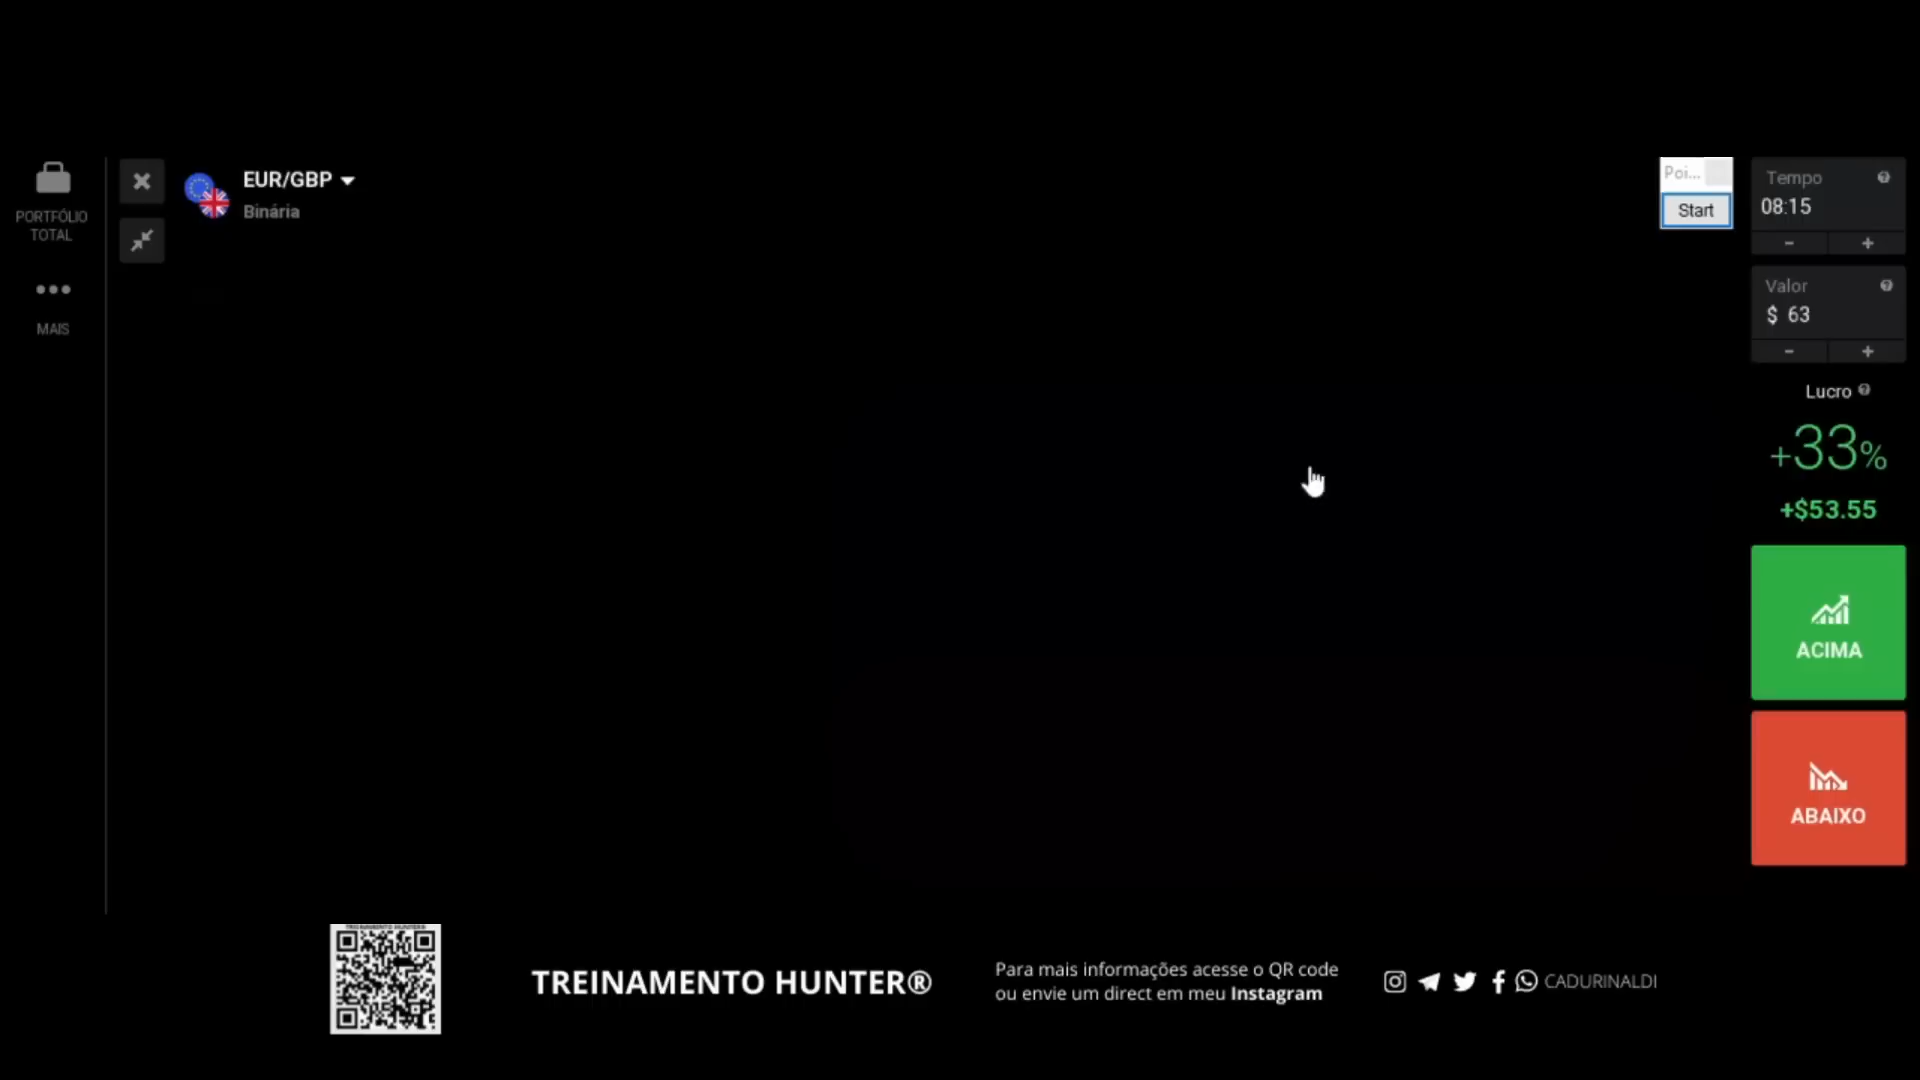 PORTFÓLIO
TOTAL
MAIS
EUR/GBP
Binária
Poi...
Start
Tempo
08:15
- +
Valor
$ 63
- +
Lucro
+33%
+$53.55
ACIMA
ABAIXO
TREINAMENTO HUNTER®
Para mais informações acesse o QR code
ou envie um direct em meu Instagram
CADURINALDI